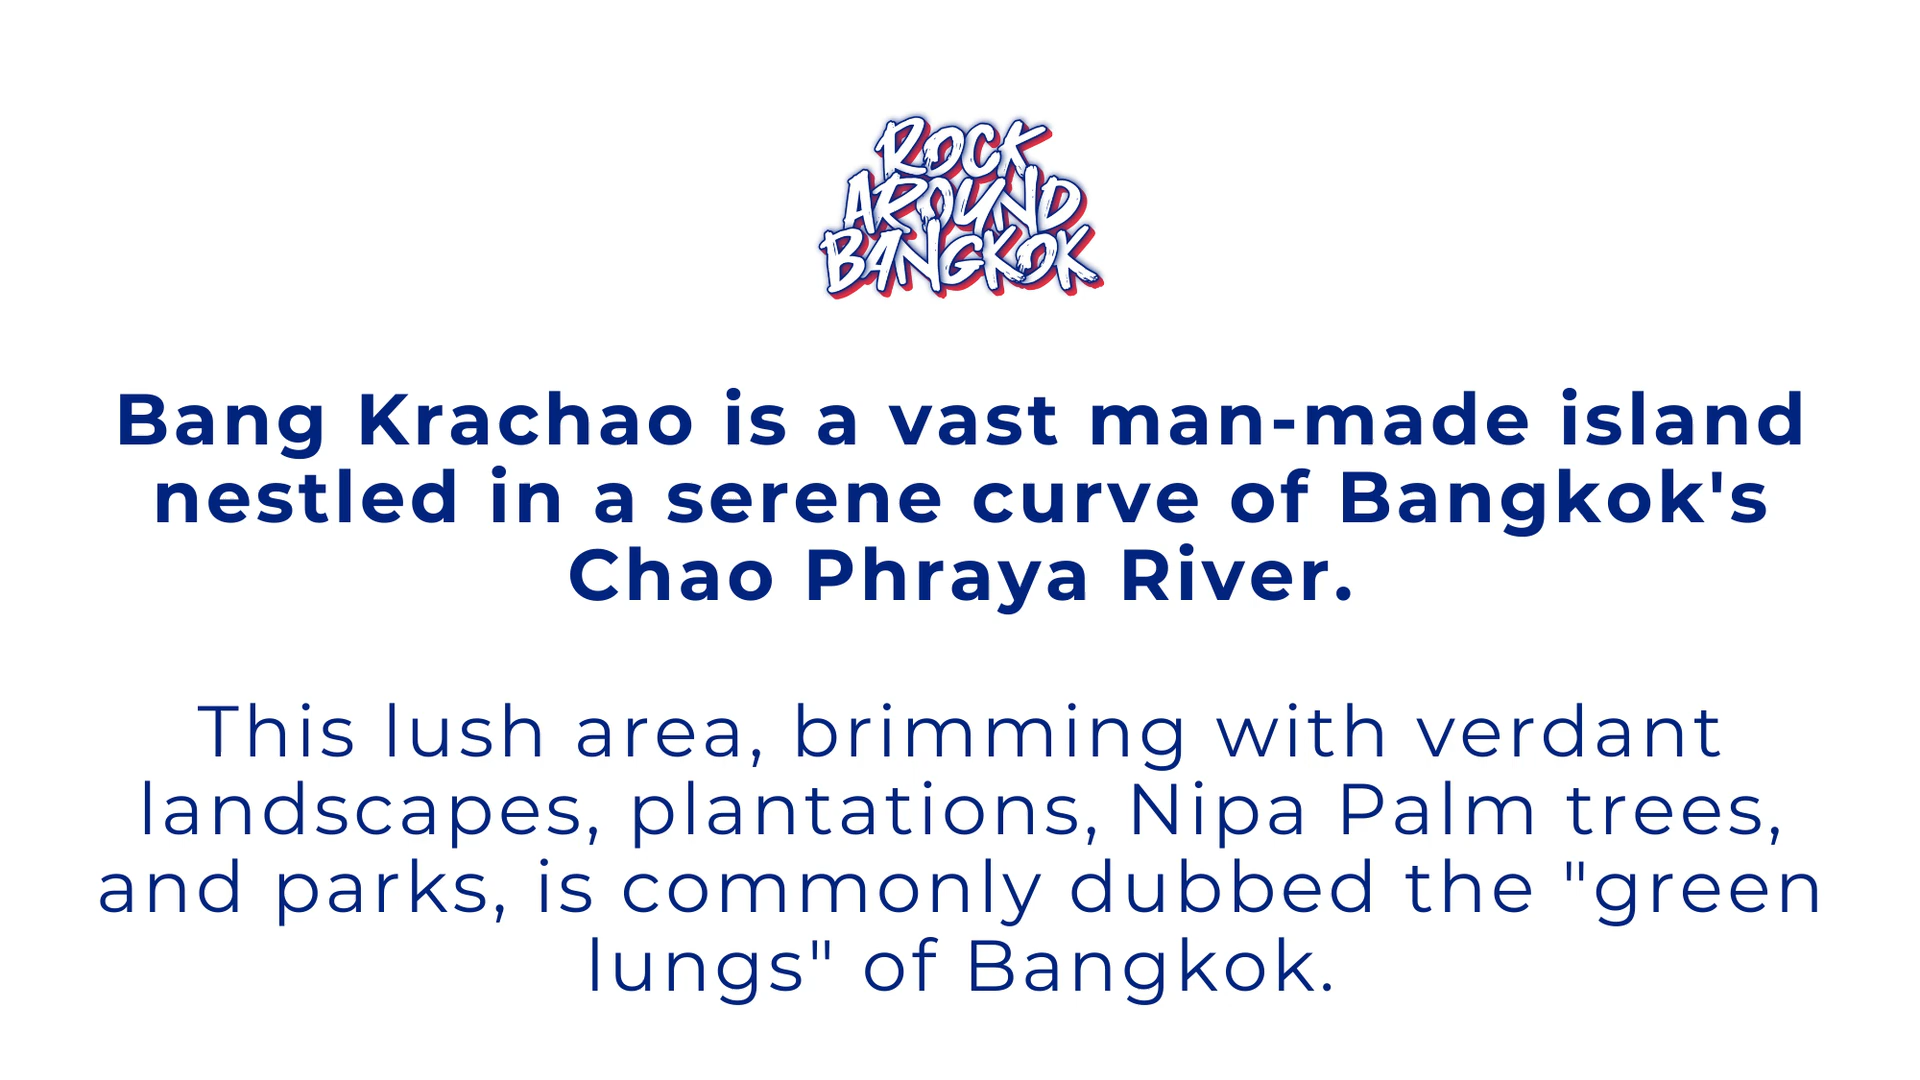 ROCK
AROUND
BANGKOK
Bang Krachao is a vast man-made island
nestled in a serene curve of Bangkok's
Chao Phraya River.
This lush area, brimming with verdant
landscapes, plantations, Nipa Palm trees,
and parks, is commonly dubbed the "green
lungs" of Bangkok.